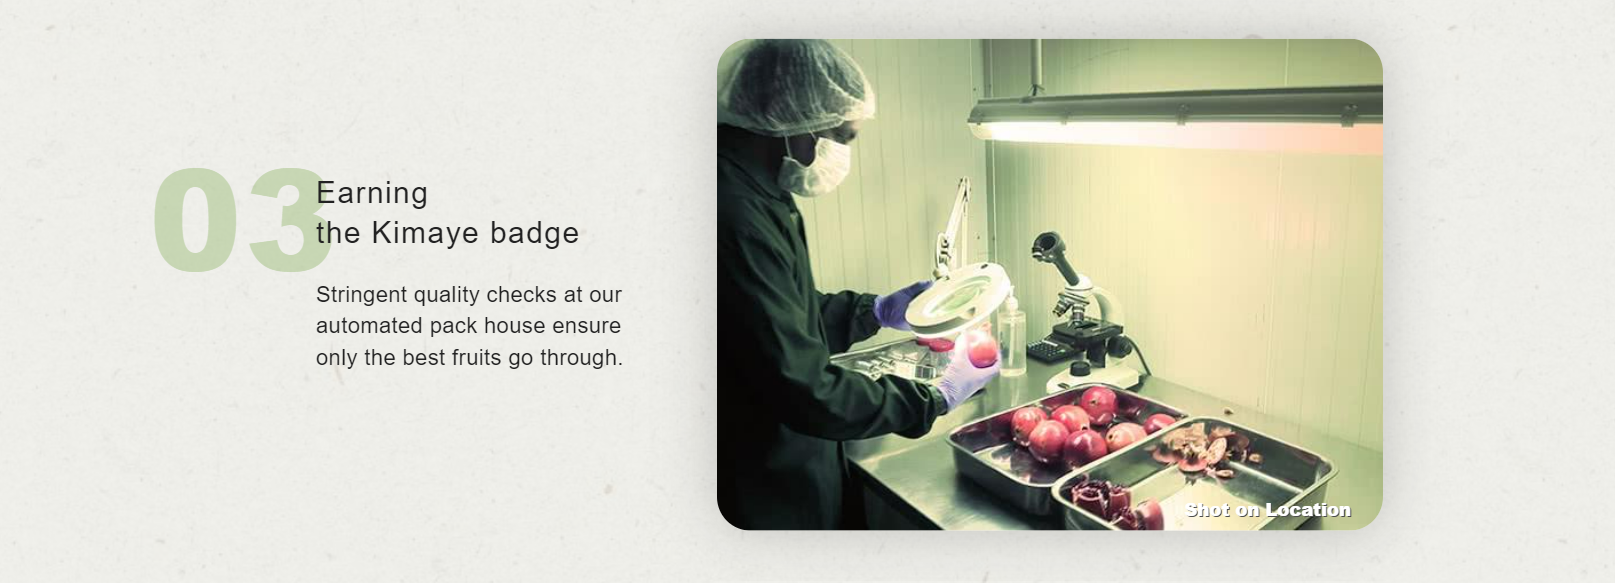 03
Earning
the Kimaye badge
Stringent quality checks at our
automated pack house ensure
only the best fruits go through.
Shot on Location